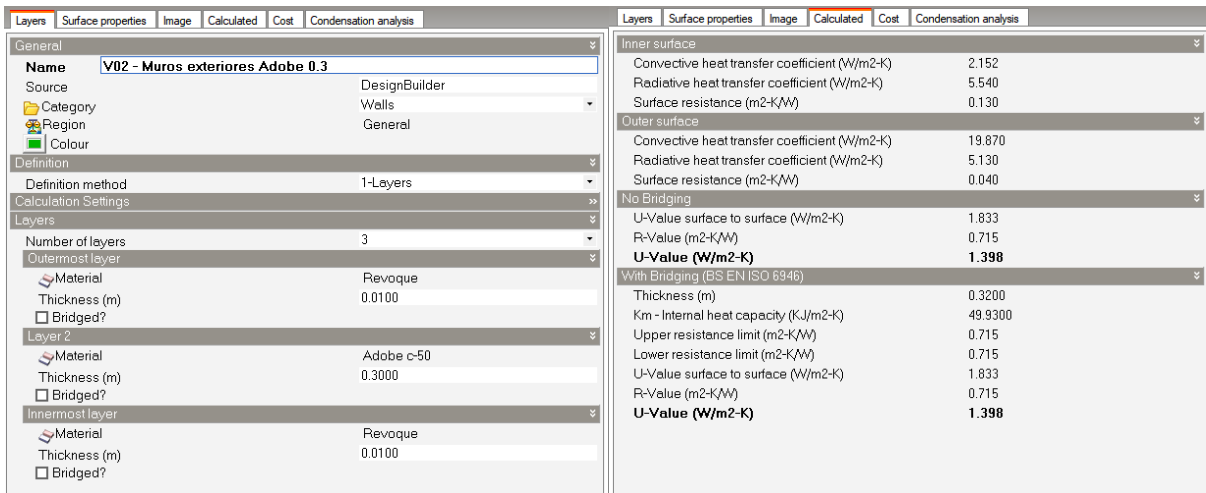 Layers Surface properties Image Calculated Cost Condensation analysis
General
Name V02 - Muros exteriores Adobe 0.3
Source DesignBuilder
Category Walls
Region General
Colour
Definition
Definition method 1-Layers
Calculation Settings
Layers
Number of layers 3
Outermost layer
Material Revoque
Thickness (m) 0.0100
Bridged?
Layer 2
Material Adobe c-50
Thickness (m) 0.3000
Bridged?
Innermost layer
Material Revoque
Thickness (m) 0.0100
Bridged?
Layers Surface properties Image Calculated Cost Condensation analysis
Inner surface
Convective heat transfer coefficient (W/m2-K) 2.152
Radiative heat transfer coefficient (W/m2-K) 5.540
Surface resistance (m2-K/W) 0.130
Outer surface
Convective heat transfer coefficient (W/m2-K) 19.870
Radiative heat transfer coefficient (W/m2-K) 5.130
Surface resistance (m2-K/W) 0.040
No Bridging
U-Value surface to surface (W/m2-K) 1.833
R-Value (m2-K/W) 0.715
U-Value (W/m2-K) 1.398
With Bridging (BS EN ISO 6946)
Thickness (m) 0.3200
Km - Internal heat capacity (KJ/m2-K) 49.9300
Upper resistance limit (m2-K/W) 0.715
Lower resistance limit (m2-K/W) 0.715
U-Value surface to surface (W/m2-K) 1.833
R-Value (m2-K/W) 0.715
U-Value (W/m2-K) 1.398